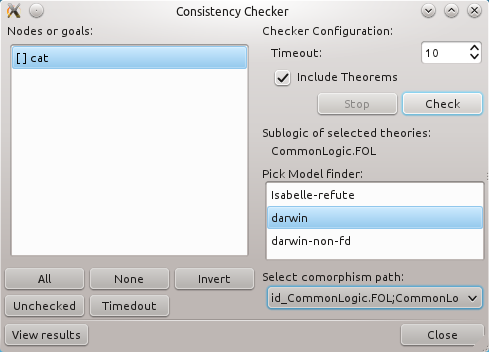 Consistency Checker
Nodes or goals:
[ ] cat
All
None
Invert
Unchecked
Timedout
View results
Checker Configuration:
Timeout:
10
Include Theorems
Stop
Check
Sublogic of selected theories:
CommonLogic.FOL
Pick Model finder:
Isabelle-refute
darwin
darwin-non-fd
Select comorphism path:
id_CommonLogic.FOL;CommonLo
Close